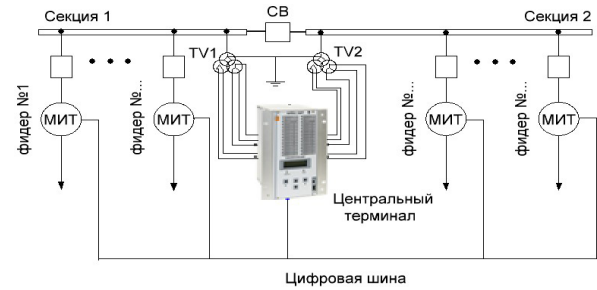 Секция 1
СВ
Секция 2
TV1
TV2
фидер №1
МИТ
фидер №...
МИТ
фидер №...
МИТ
фидер №...
МИТ
Центральный
терминал
Цифровая шина